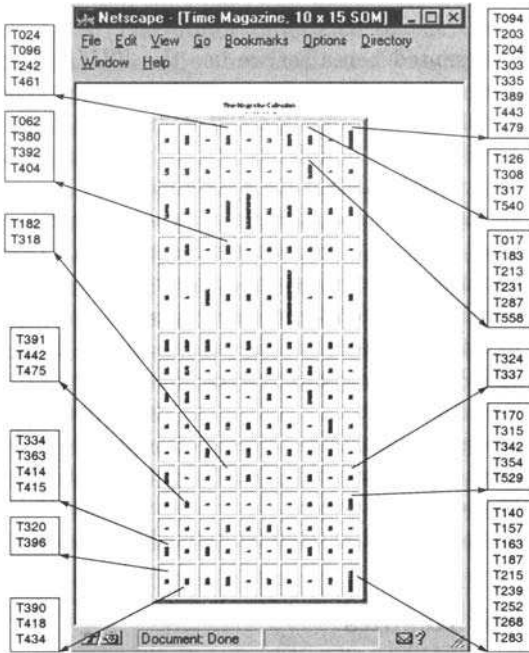 Netscape - [Time Magazine, 10 x 15 SOM]
File Edit View Go Bookmarks Options Directory
Window Help
T024
T096
T242
T461
T062
T380
T392
T404
T182
T318
T391
T442
T475
T334
T363
T414
T415
T320
T396
T390
T418
T434
T094
T203
T204
T303
T335
T389
T443
T479
T126
T308
T317
T540
T017
T183
T213
T231
T287
T558
T324
T337
T170
T315
T342
T354
T529
T140
T157
T163
T187
T215
T239
T252
T268
T283
Document: Done
?